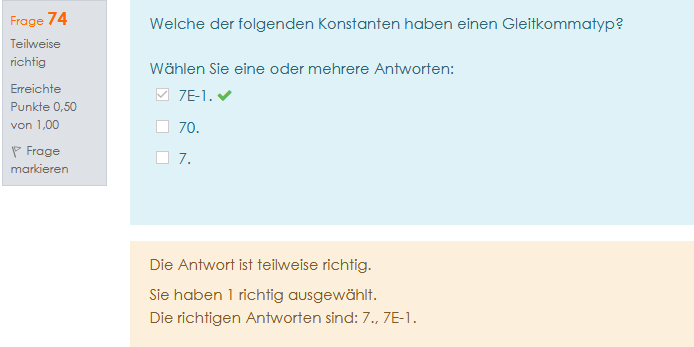 Frage 74
Teilweise
richtig
Erreichte
Punkte 0,50
von 1,00
Frage
markieren
Welche der folgenden Konstanten haben einen Gleitkommatyp?
Wählen Sie eine oder mehrere Antworten:
7E-1.
70.
7.
Die Antwort ist teilweise richtig.
Sie haben 1 richtig ausgewählt.
Die richtigen Antworten sind: 7., 7E-1.